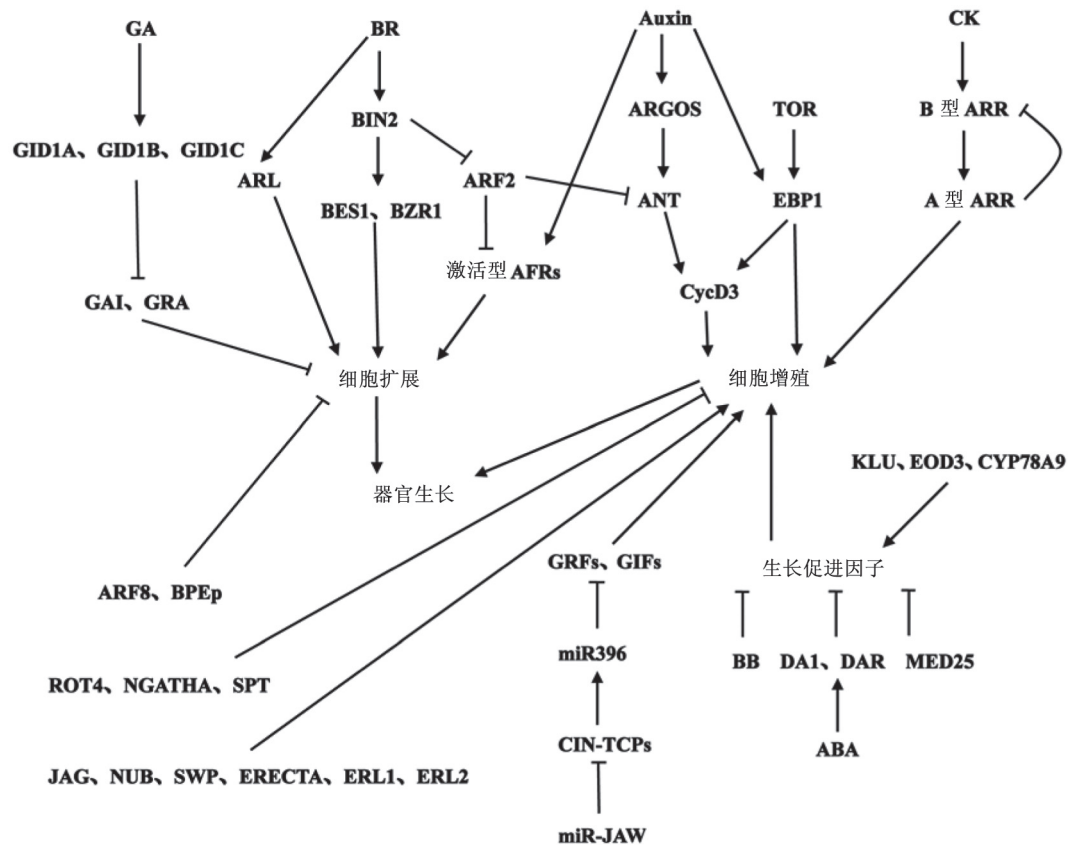 GA
BR
Auxin
CK
BIN2
ARGOS
TOR
B 型 ARR
GID1A、GID1B、GID1C
ARL
ARF2
BES1、BZR1
ANT
EBP1
A 型 ARR
激活型 AFRs
GAI、GRA
CycD3
细胞扩展
细胞增殖
KLU、EOD3、CYP78A9
器官生长
GRFs、GIFs
生长促进因子
ARF8、BPEp
miR396
BB
DA1、DAR
MED25
ROT4、NGATHA、SPT
CIN-TCPs
ABA
JAG、NUB、SWP、ERECTA、ERL1、ERL2
miR-JAW